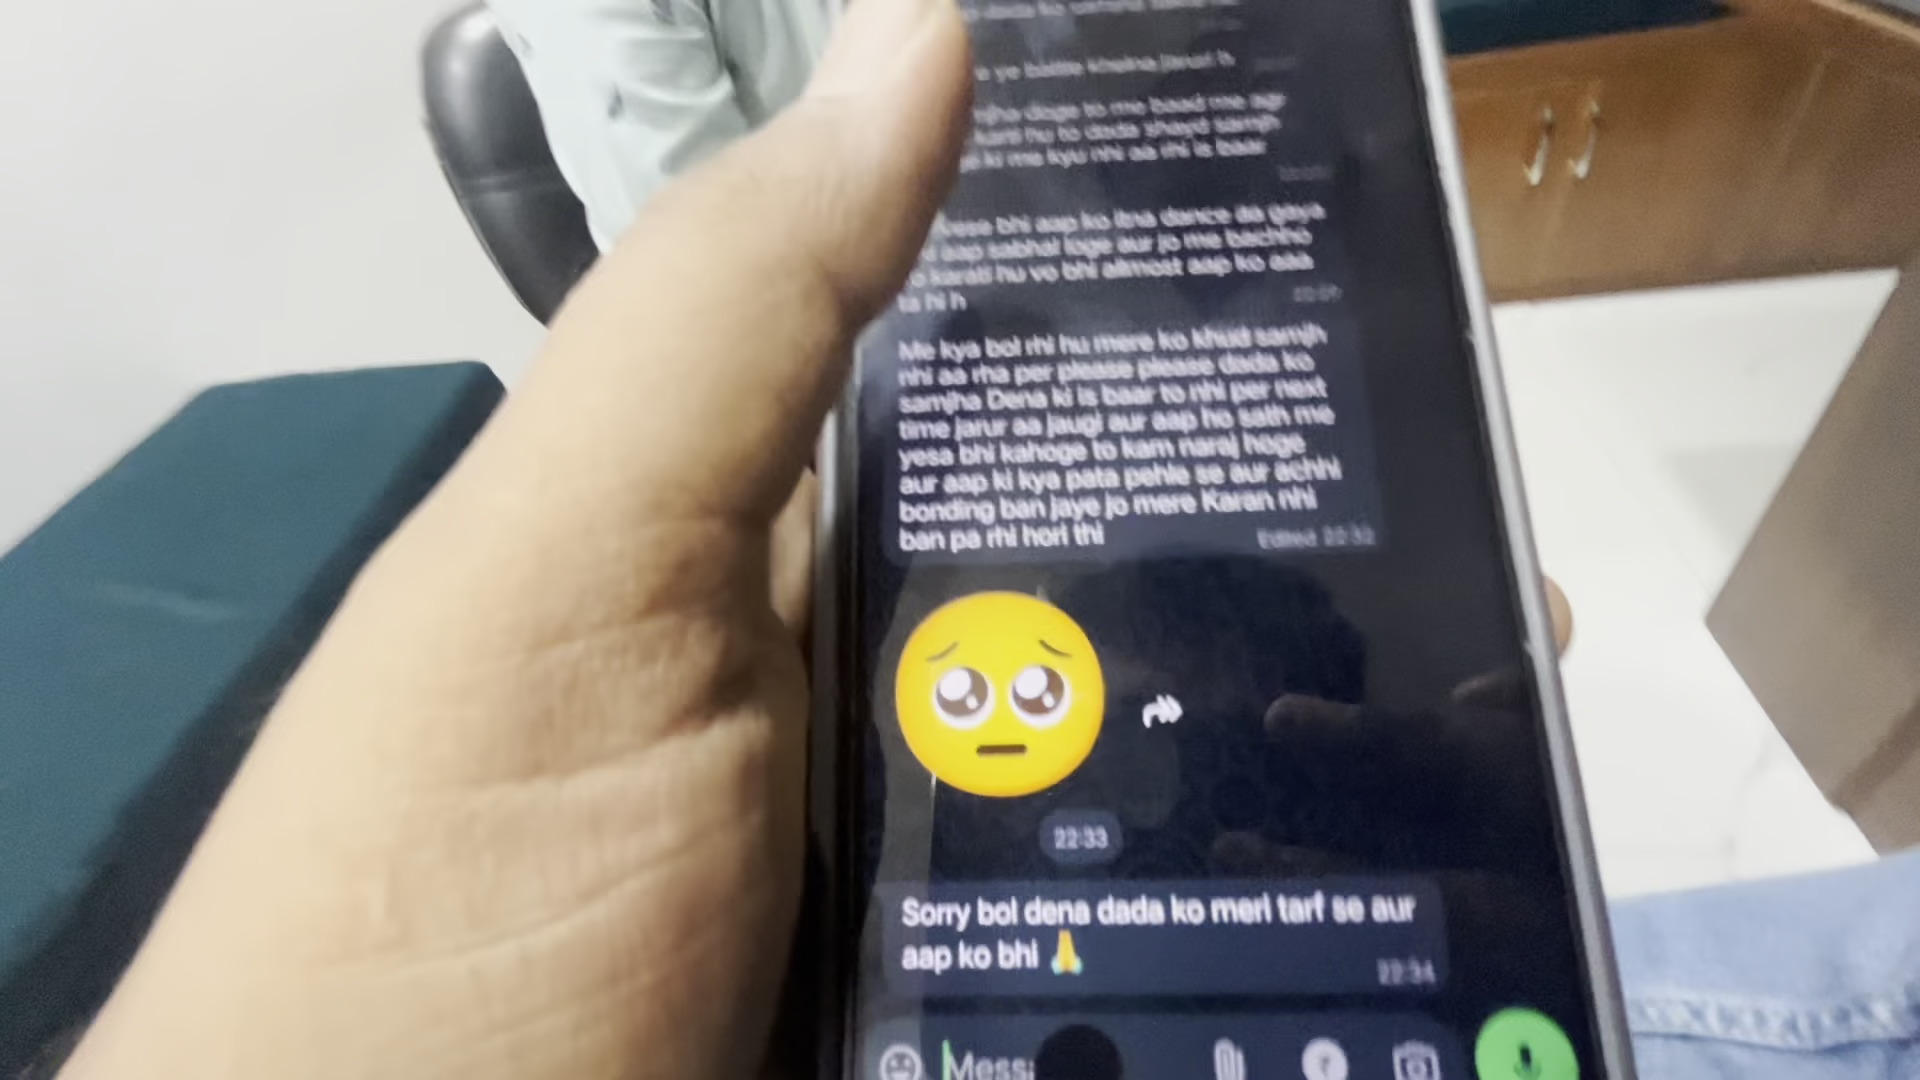 ye battle khelna jaruri h
doge to me baad me agr
hu to dada shayd samjh
ki me kyu nhi aa rhi is baar
bhi aap ko itna dance aa gaya
aap sabhal loge aur jo me bachho
karati hu vo bhi allmost aap ko aaa
ta hi h
Me kya bol rhi hu mere ko khud samjh
nhi aa rha per please please dada ko
samjha Dena ki is baar to nhi per next
time jarur aa jaugi aur aap ho sath me
yesa bhi kahoge to kam naraj hoge
aur aap ki kya pata pehle se aur achhi
bonding ban jaye jo mere Karan nhi
ban pa rhi hori thi
Edited 22:32
22:33
Sorry bol dena dada ko meri tarf se aur
aap ko bhi 🙏
22:34